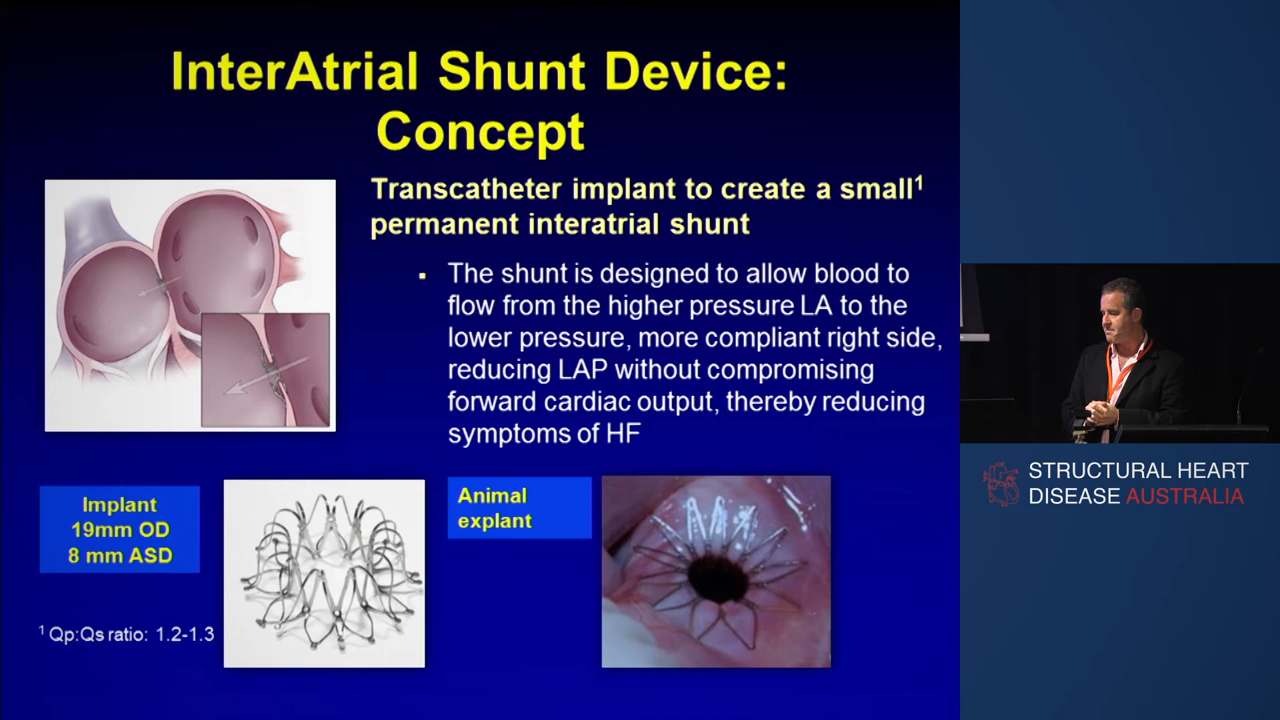 InterAtrial Shunt Device:
Concept
Transcatheter implant to create a small¹
permanent interatrial shunt
▪ The shunt is designed to allow blood to
flow from the higher pressure LA to the
lower pressure, more compliant right side,
reducing LAP without compromising
forward cardiac output, thereby reducing
symptoms of HF
Implant
19mm OD
8 mm ASD
Animal
explant
¹ Qp:Qs ratio: 1.2-1.3
STRUCTURAL HEART
DISEASE AUSTRALIA